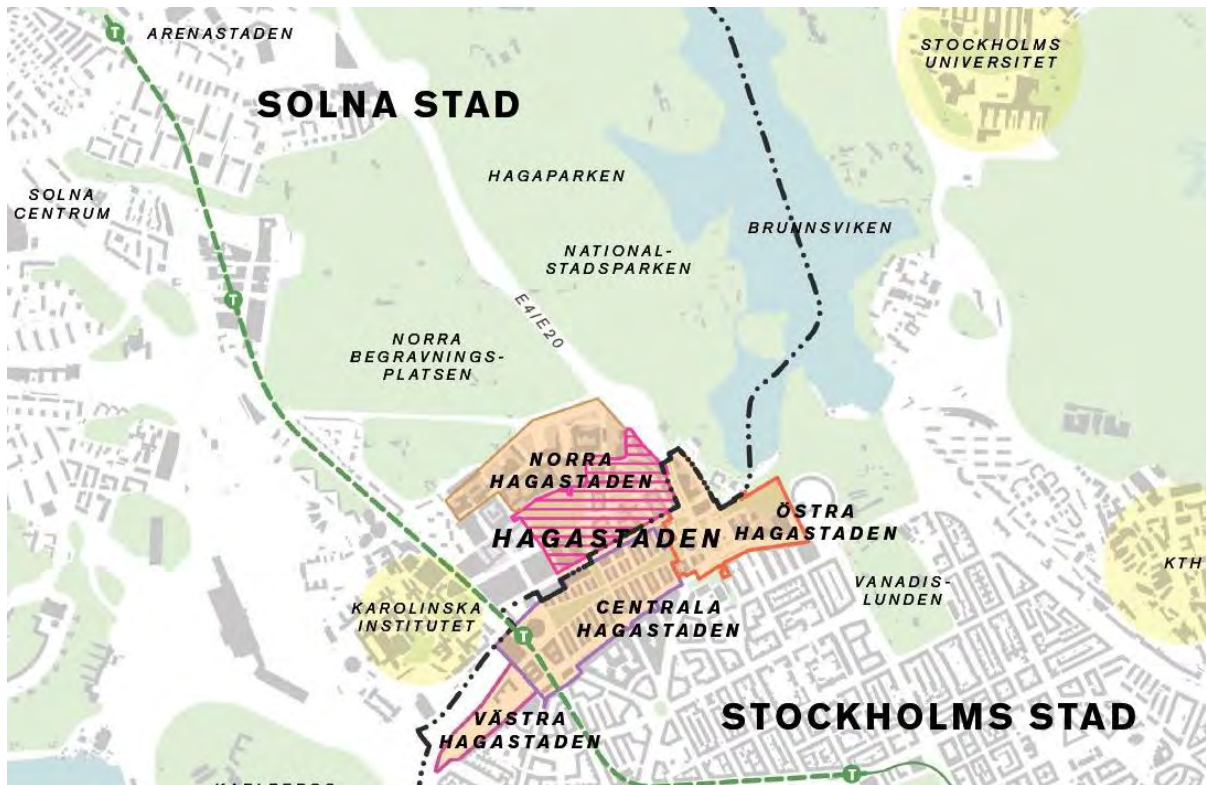 T
ARENASTADEN
STOCKHOLMS
UNIVERSITET
SOLNA STAD
HAGAPARKEN
SOLNA
CENTRUM
BRUNNSVIKEN
NATIONAL-
STADSPARKEN
T
E4/E20
NORRA
BEGRAVNINGS-
PLATSEN
NORRA
HAGASTADEN
ÖSTRA
HAGASTADEN
HAGASTADEN
KTH
VANADIS-
LUNDEN
KAROLINSKA
INSTITUTET
CENTRALA
HAGASTADEN
T
VÄSTRA
HAGASTADEN
STOCKHOLMS STAD
T